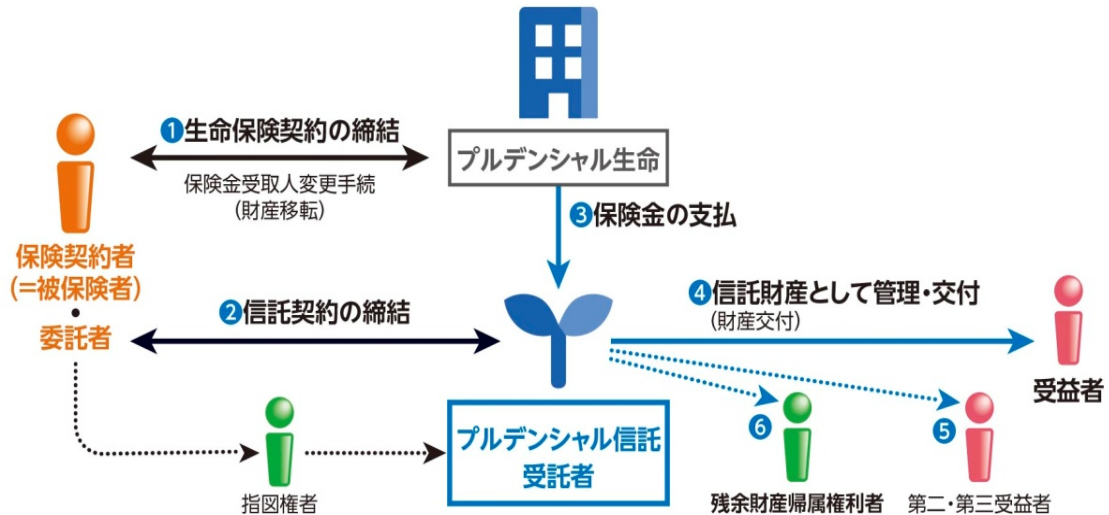 ❶生命保険契約の締結
保険金受取人変更手続
(財産移転)
プルデンシャル生命
❸保険金の支払
保険契約者
(=被保険者)
・
委託者
❷信託契約の締結
❹信託財産として管理・交付
(財産交付)
受益者
プルデンシャル信託
受託者
指図権者
❻
残余財産帰属権利者
❺
第二・第三受益者